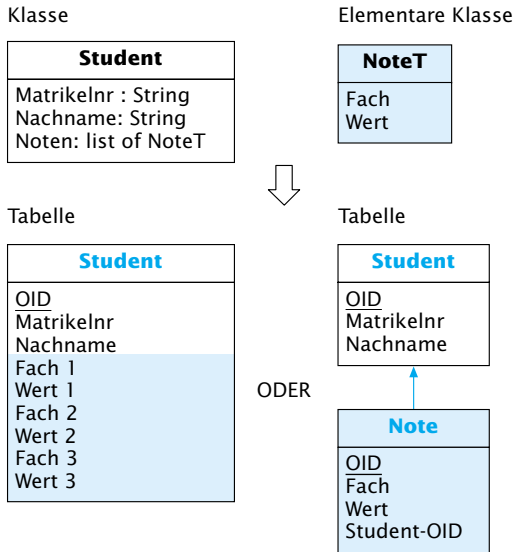 Klasse
Elementare Klasse
Student
Matrikelnr : String
Nachname: String
Noten: list of NoteT
NoteT
Fach
Wert
Tabelle
Tabelle
Student
OID
Matrikelnr
Nachname
Fach 1
Wert 1
Fach 2
Wert 2
Fach 3
Wert 3
ODER
Student
OID
Matrikelnr
Nachname
Note
OID
Fach
Wert
Student-OID